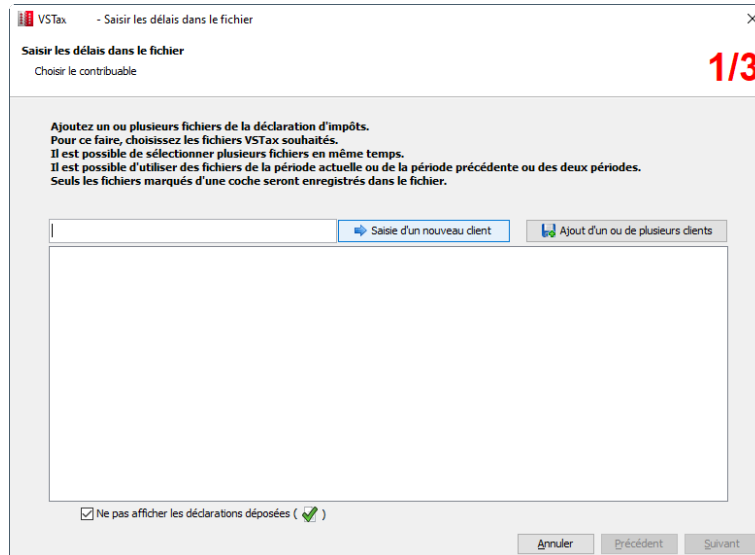 VSTax - Saisir les délais dans le fichier
Saisir les délais dans le fichier
Choisir le contribuable
1/3
Ajoutez un ou plusieurs fichiers de la déclaration d'impôts.
Pour ce faire, choisissez les fichiers VSTax souhaités.
Il est possible de sélectionner plusieurs fichiers en même temps.
Il est possible d'utiliser des fichiers de la période actuelle ou de la période précédente ou des deux périodes.
Seuls les fichiers marqués d'une coche seront enregistrés dans le fichier.
Saisie d'un nouveau client
Ajout d'un ou de plusieurs clients
Ne pas afficher les déclarations déposées ( )
Annuler Précédent Suivant